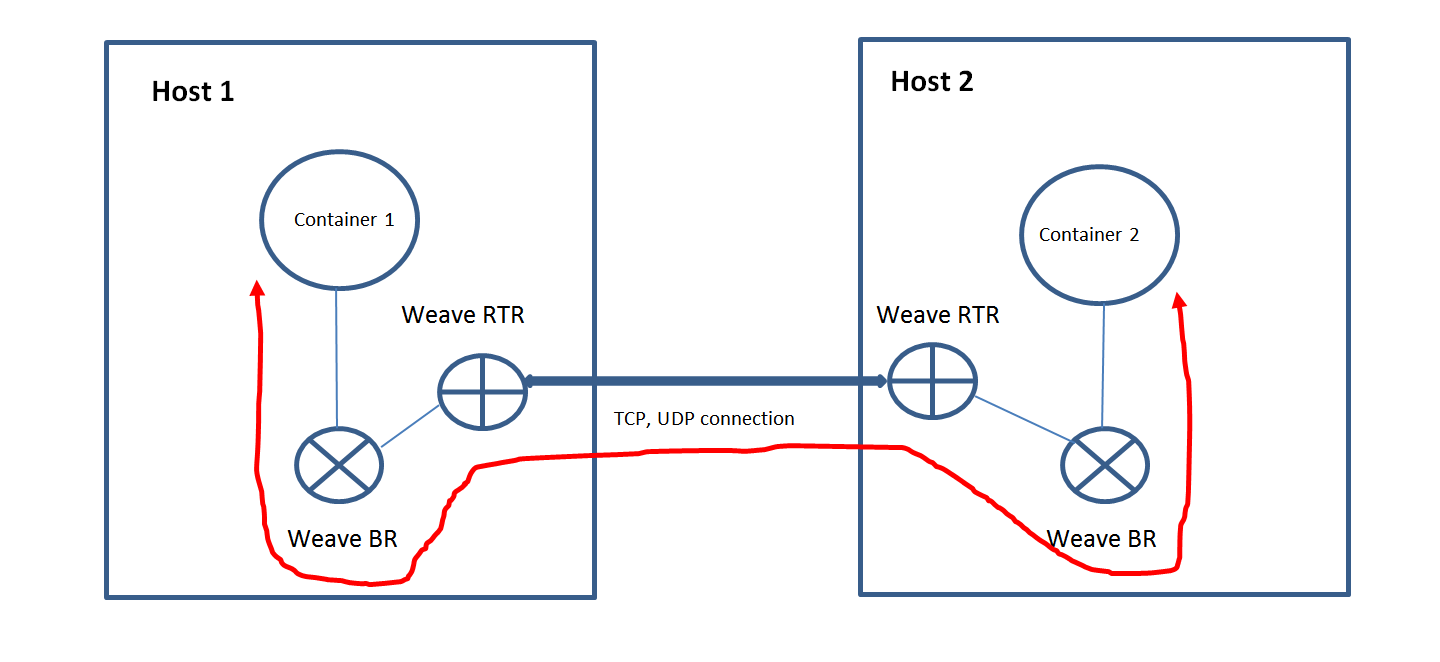 Host 1
Host 2
Container 1
Container 2
Weave RTR
Weave RTR
TCP, UDP connection
Weave BR
Weave BR